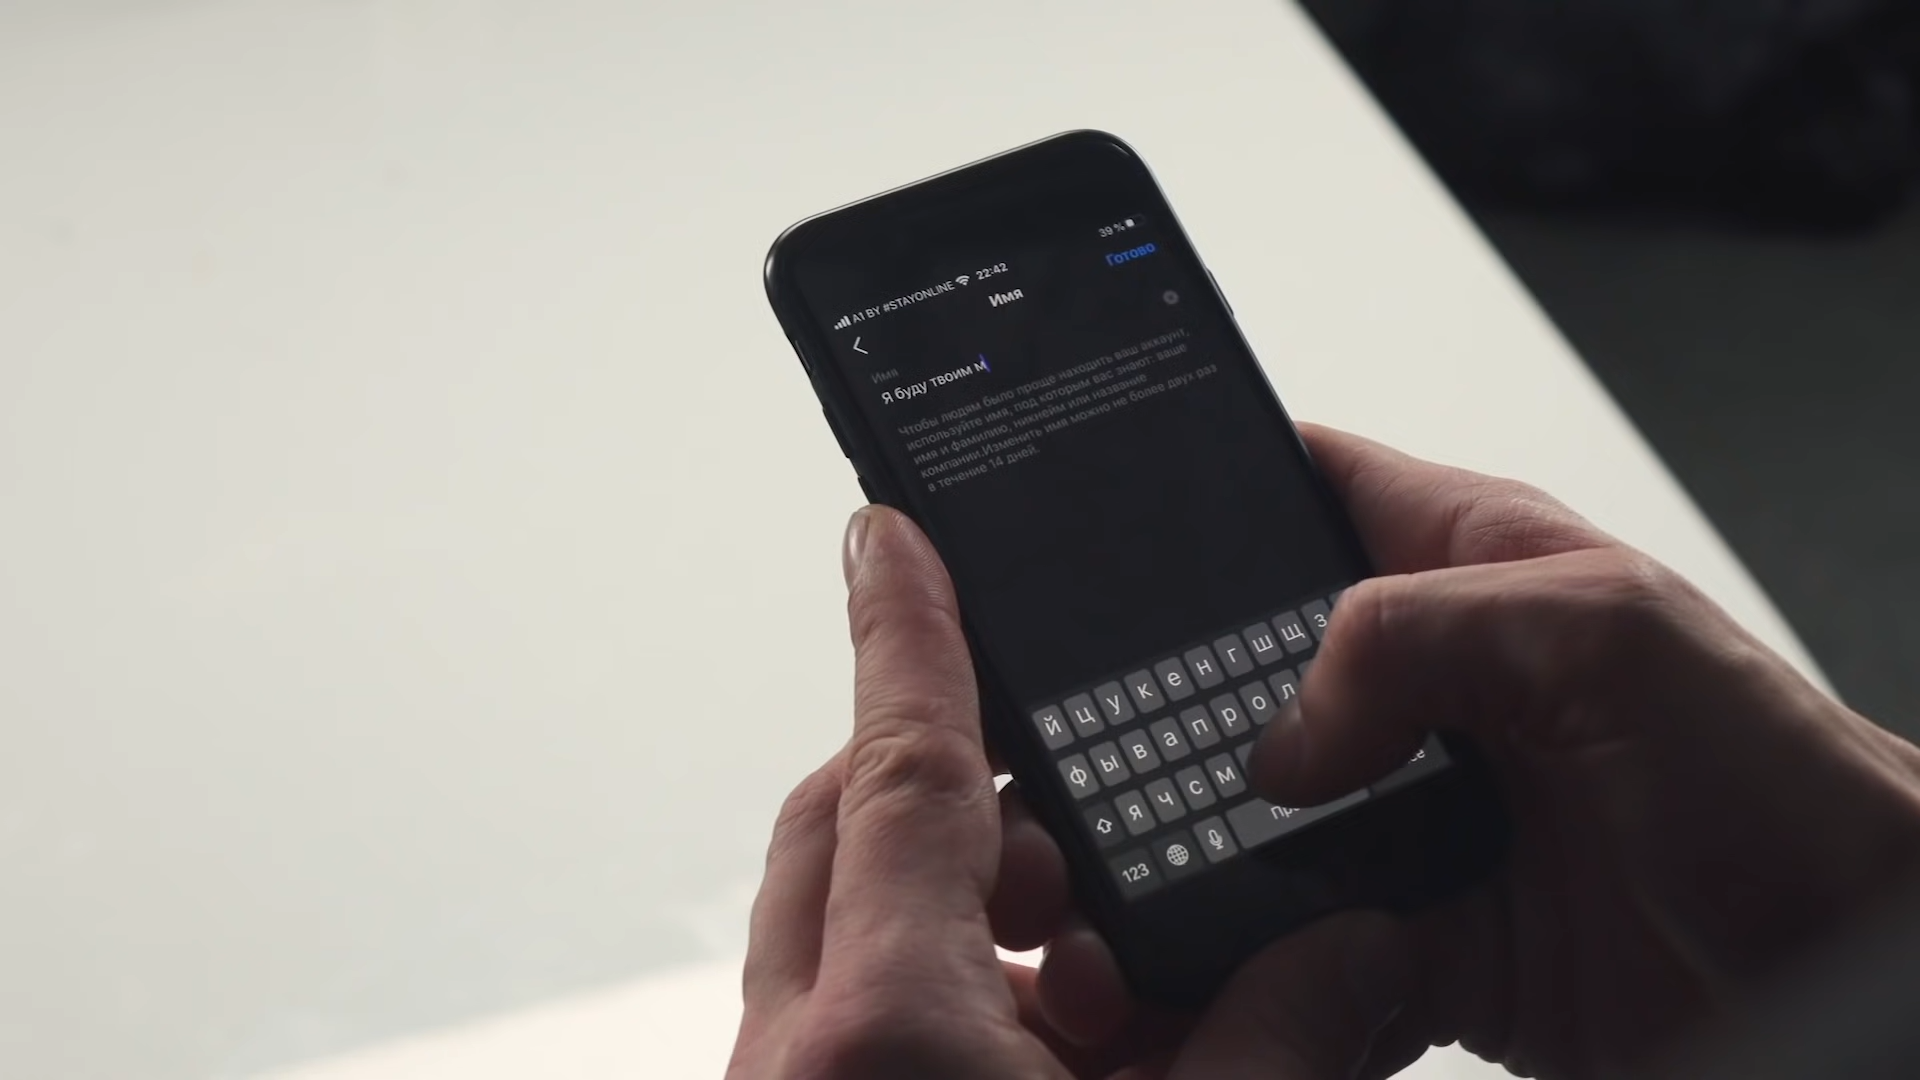 39 %
A1 BY #STAYONLINE 22:42
Готово
Имя
Имя
Я буду твоим м
Чтобы людям было проще находить ваш аккаунт,
используйте имя, под которым вас знают: ваше
имя и фамилию, никнейм или название
компании.Изменить имя можно не более двух раз
в течение 14 дней.
й ц у к е н г ш щ з
ф ы в а п р о л
я ч с м
123